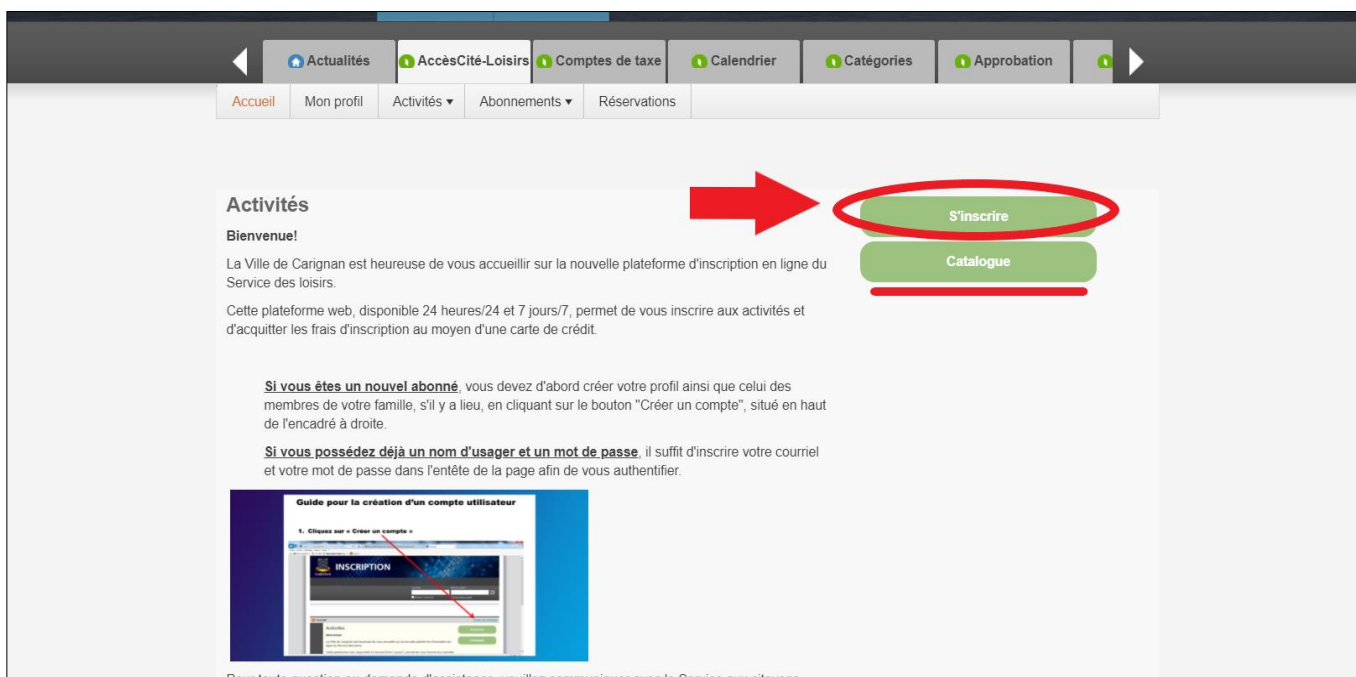 Actualités
AccèsCité-Loisirs
Comptes de taxe
Calendrier
Catégories
Approbation
Accueil
Mon profil
Activités ▾
Abonnements ▾
Réservations
Activités
Bienvenue!
La Ville de Carignan est heureuse de vous accueillir sur la nouvelle plateforme d'inscription en ligne du
Service des loisirs.
Cette plateforme web, disponible 24 heures/24 et 7 jours/7, permet de vous inscrire aux activités et
d'acquitter les frais d'inscription au moyen d'une carte de crédit.
Si vous êtes un nouvel abonné, vous devez d'abord créer votre profil ainsi que celui des
membres de votre famille, s'il y a lieu, en cliquant sur le bouton "Créer un compte", situé en haut
de l'encadré à droite.
Si vous possédez déjà un nom d'usager et un mot de passe, il suffit d'inscrire votre courriel
et votre mot de passe dans l'entête de la page afin de vous authentifier.
S'inscrire
Catalogue
Guide pour la création d'un compte utilisateur
1. Cliquez sur « Créer un compte »
INSCRIPTION
Activités